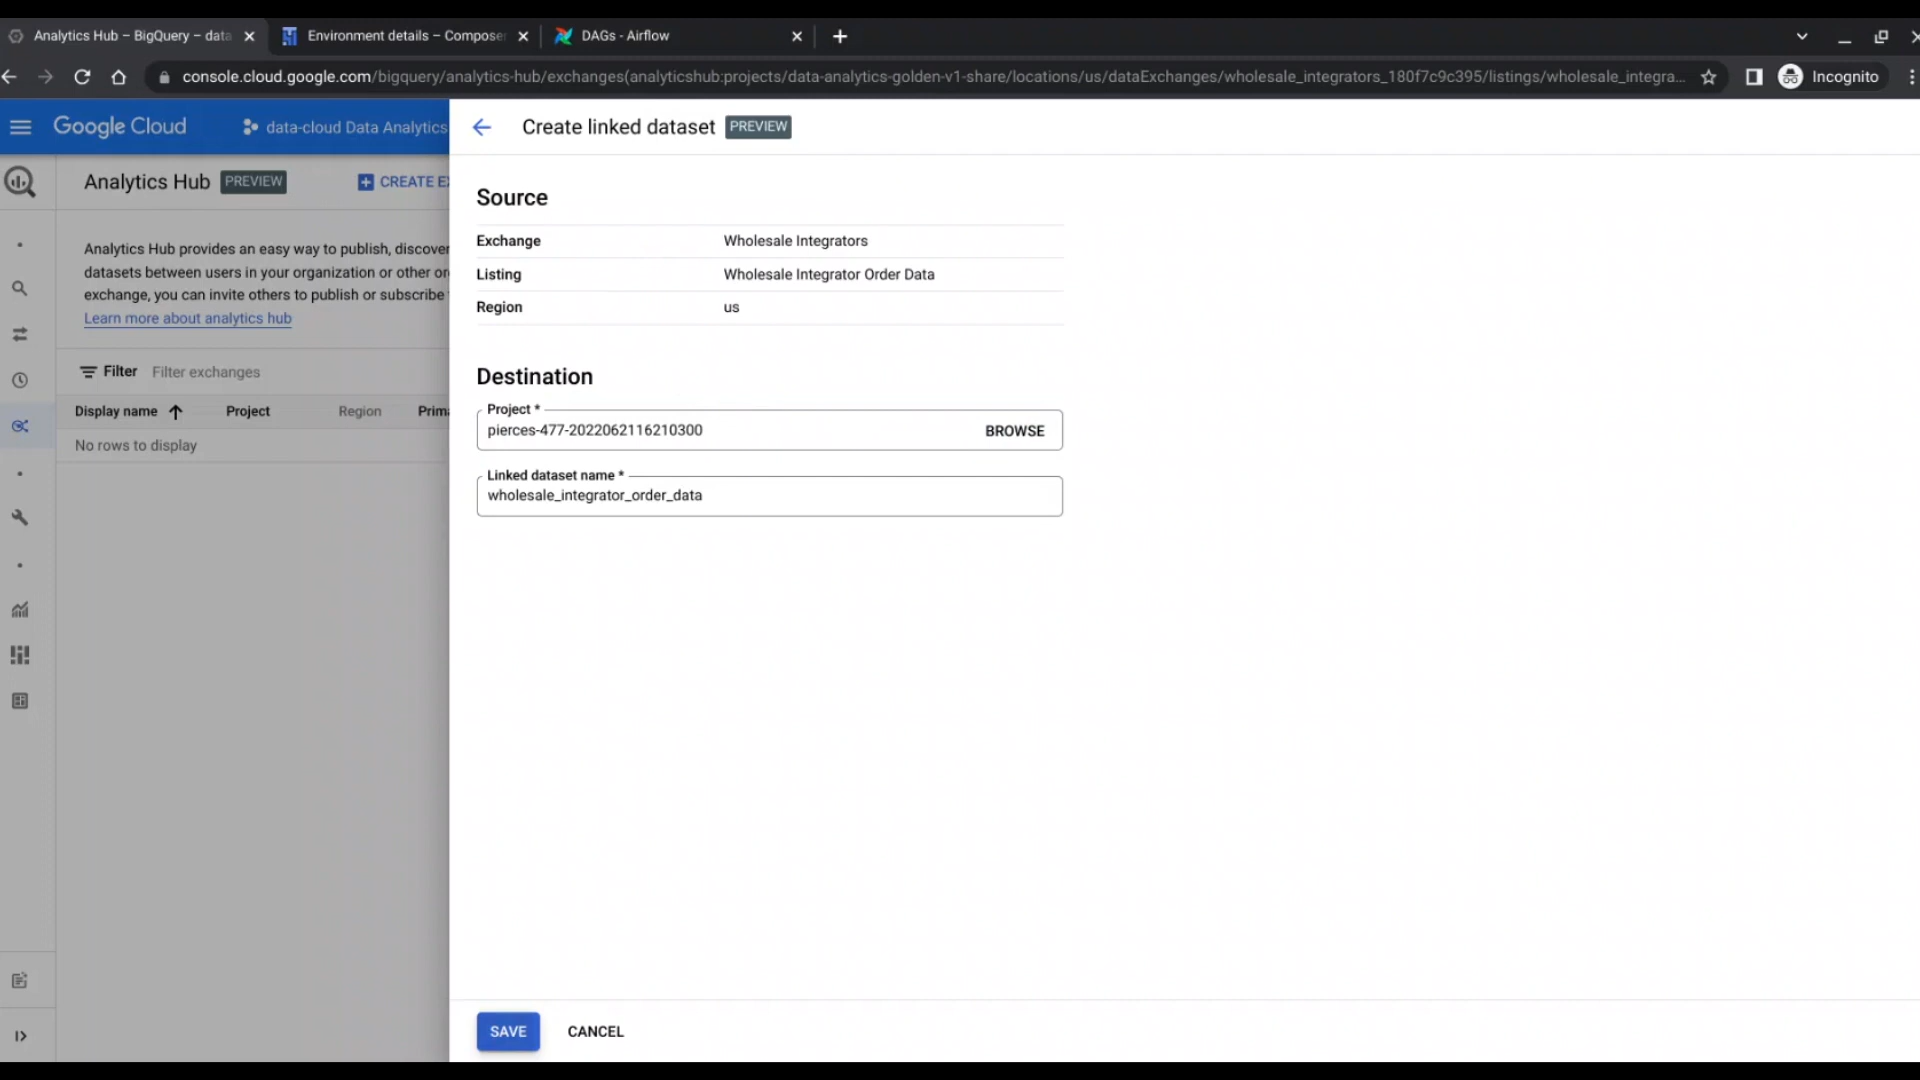 Analytics Hub – BigQuery – data
Environment details – Compose
DAGs - Airflow
console.cloud.google.com/bigquery/analytics-hub/exchanges(analyticshub:projects/data-analytics-golden-v1-share/locations/us/dataExchanges/wholesale_integrators_180f7c9c395/listings/wholesale_integra...
Incognito
Google Cloud
data-cloud Data Analytics
Create linked dataset PREVIEW
Analytics Hub PREVIEW
CREATE E
Analytics Hub provides an easy way to publish, discover
datasets between users in your organization or other or
exchange, you can invite others to publish or subscribe
Learn more about analytics hub
Filter Filter exchanges
Display name Project Region Prim
No rows to display
Source
Exchange Wholesale Integrators
Listing Wholesale Integrator Order Data
Region us
Destination
Project *
pierces-477-2022062116210300 BROWSE
Linked dataset name *
wholesale_integrator_order_data
SAVE CANCEL